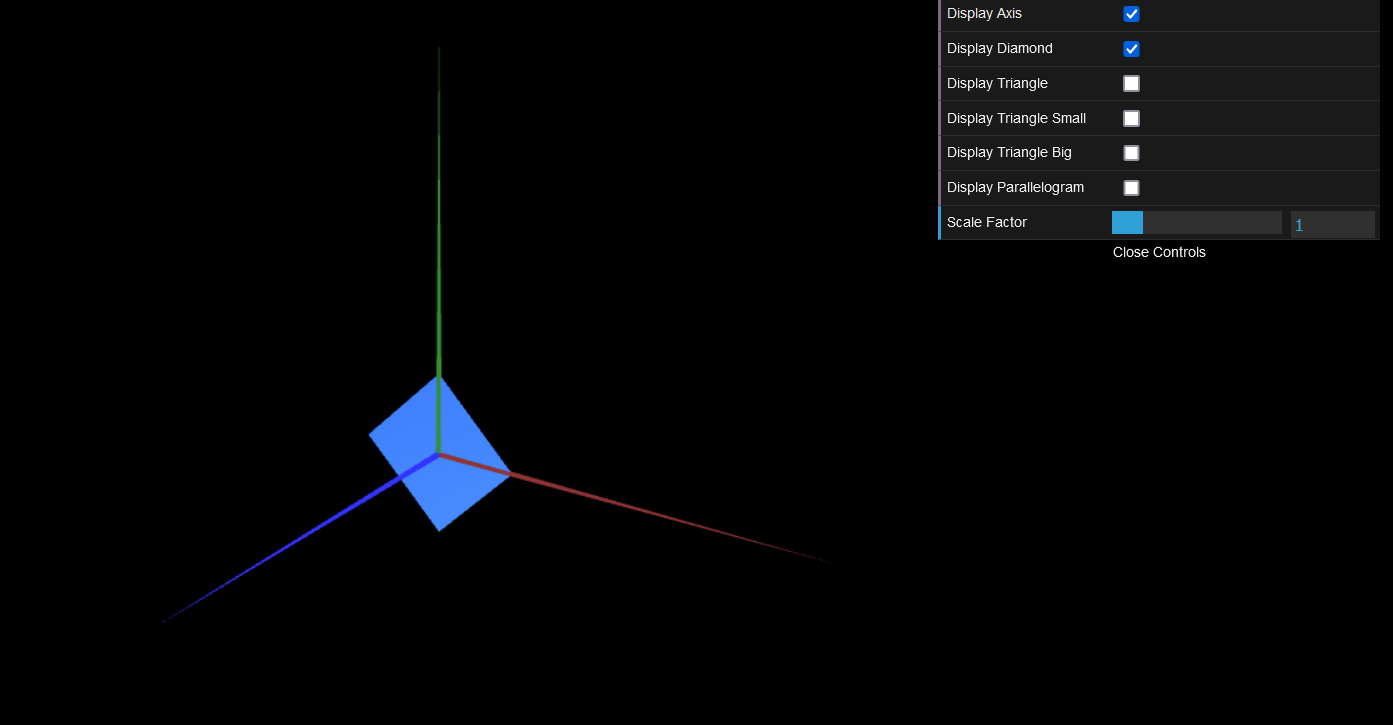 Display Axis
Display Diamond
Display Triangle
Display Triangle Small
Display Triangle Big
Display Parallelogram
Scale Factor 1
Close Controls